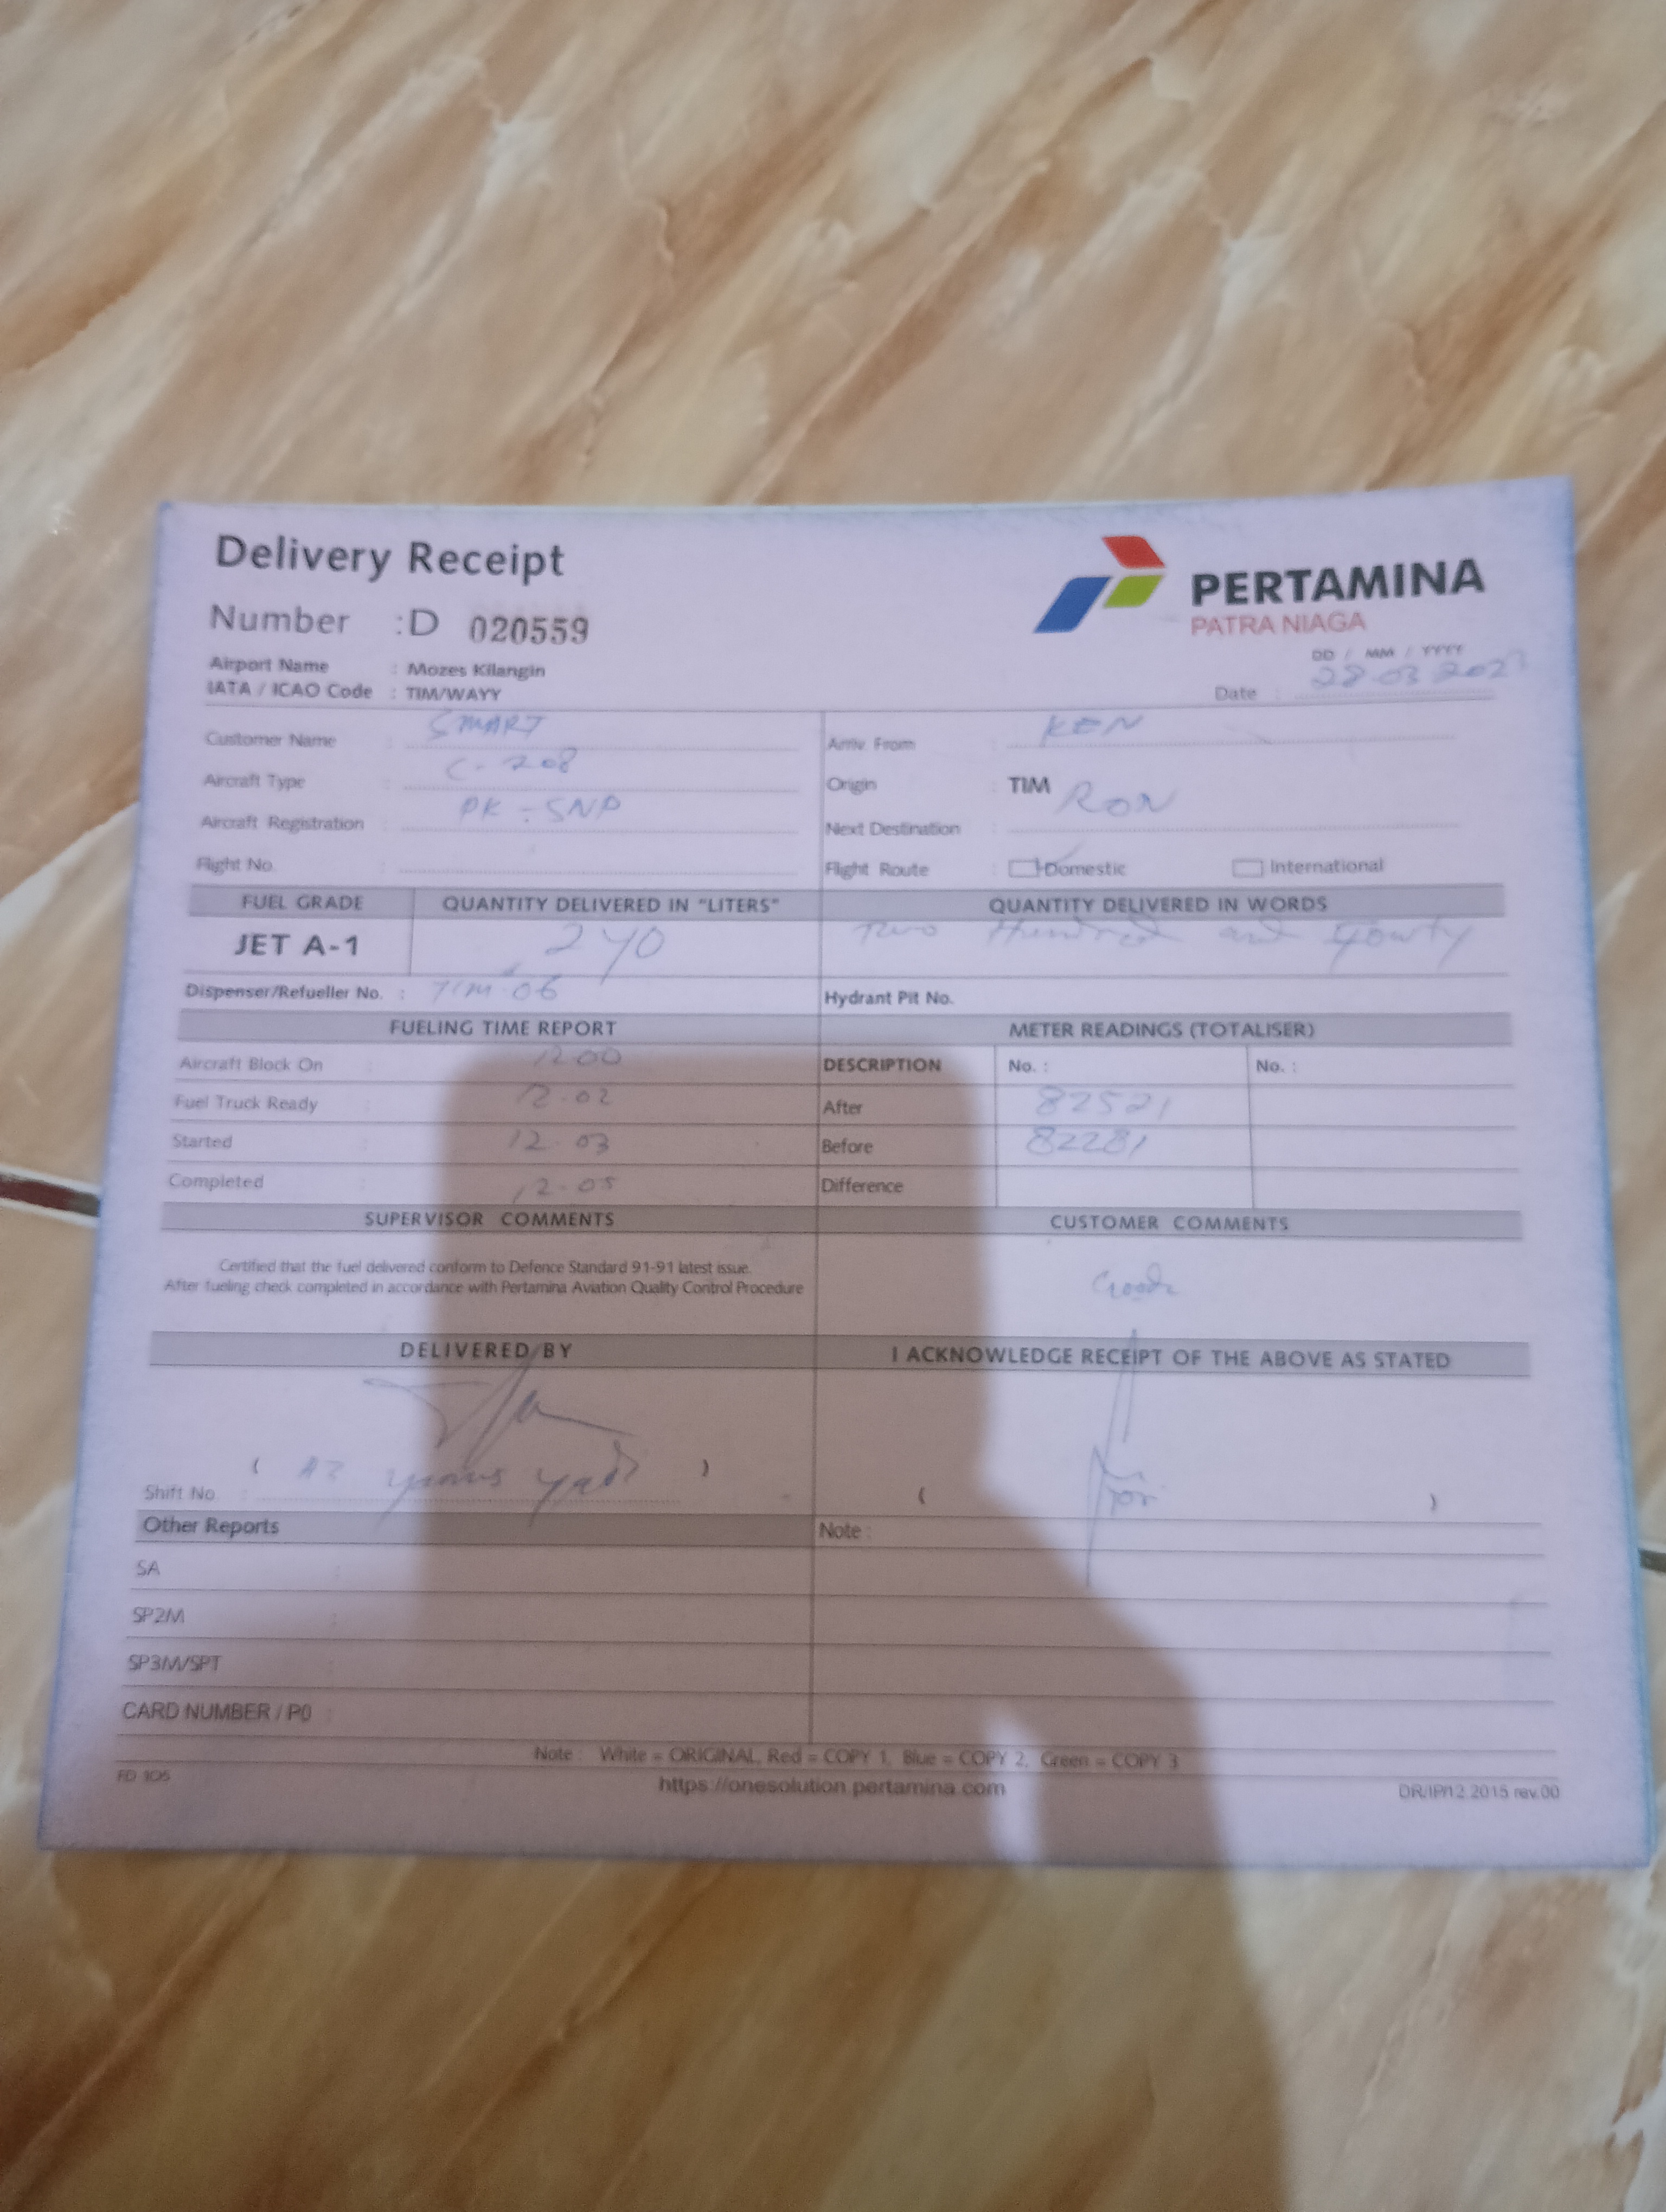 Delivery Receipt
PERTAMINA
PATRA NIAGA
Number : D 020559
Airport Name : Mozes Kilangin
IATA / ICAO Code : TIM/WAYY
DD / MM / YYYY
Date : 28-03 202
Customer Name : SMART
Aircraft Type : C-208
Aircraft Registration : PK-SNP
Flight No. :
Arriv. From : KEN
Origin : TIM
Next Destination : RON
Flight Route : Domestic International
FUEL GRADE QUANTITY DELIVERED IN "LITERS" QUANTITY DELIVERED IN WORDS
JET A-1 240 Two Hundred and
Dispenser/Refueller No. : TIM-06 Hydrant Pit No.
FUELING TIME REPORT METER READINGS (TOTALISER)
Aircraft Block On : 12.00 DESCRIPTION No. : No. :
Fuel Truck Ready : 12.02 After 82521
Started : 12.03 Before 82281
Completed 12.05 Difference
SUPERVISOR COMMENTS CUSTOMER COMMENTS
Certified that the fuel delivered conform to Defence Standard 91-91 latest issue.
After fueling check completed in accordance with Pertamina Aviation Quality Control Procedure
DELIVERED BY I ACKNOWLEDGE RECEIPT OF THE ABOVE AS STATED
( )
Shift No. :
( )
Other Reports Note :
SA :
SP2M :
SP3M/SPT
CARD NUMBER / PO :
Note : White = ORIGINAL, Red = COPY 1, Blue = COPY 2, Green = COPY 3
FD 106 https://onesolution.pertamina.com DR/IP/12.2015 rev.00